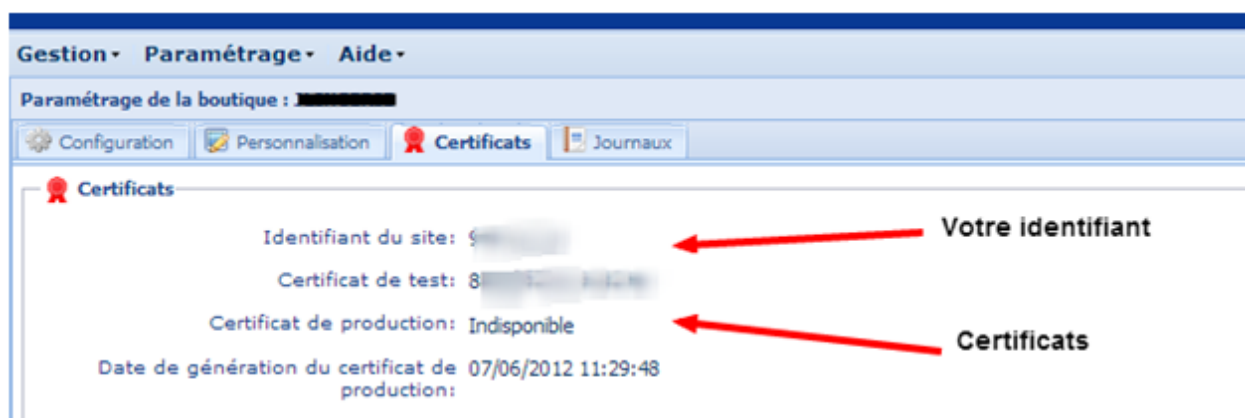 Gestion Paramétrage Aide
Paramétrage de la boutique :
Configuration Personnalisation Certificats Journaux
Certificats
Identifiant du site:
Votre identifiant
Certificat de test:
Certificat de production: Indisponible
Certificats
Date de génération du certificat de production: 07/06/2012 11:29:48